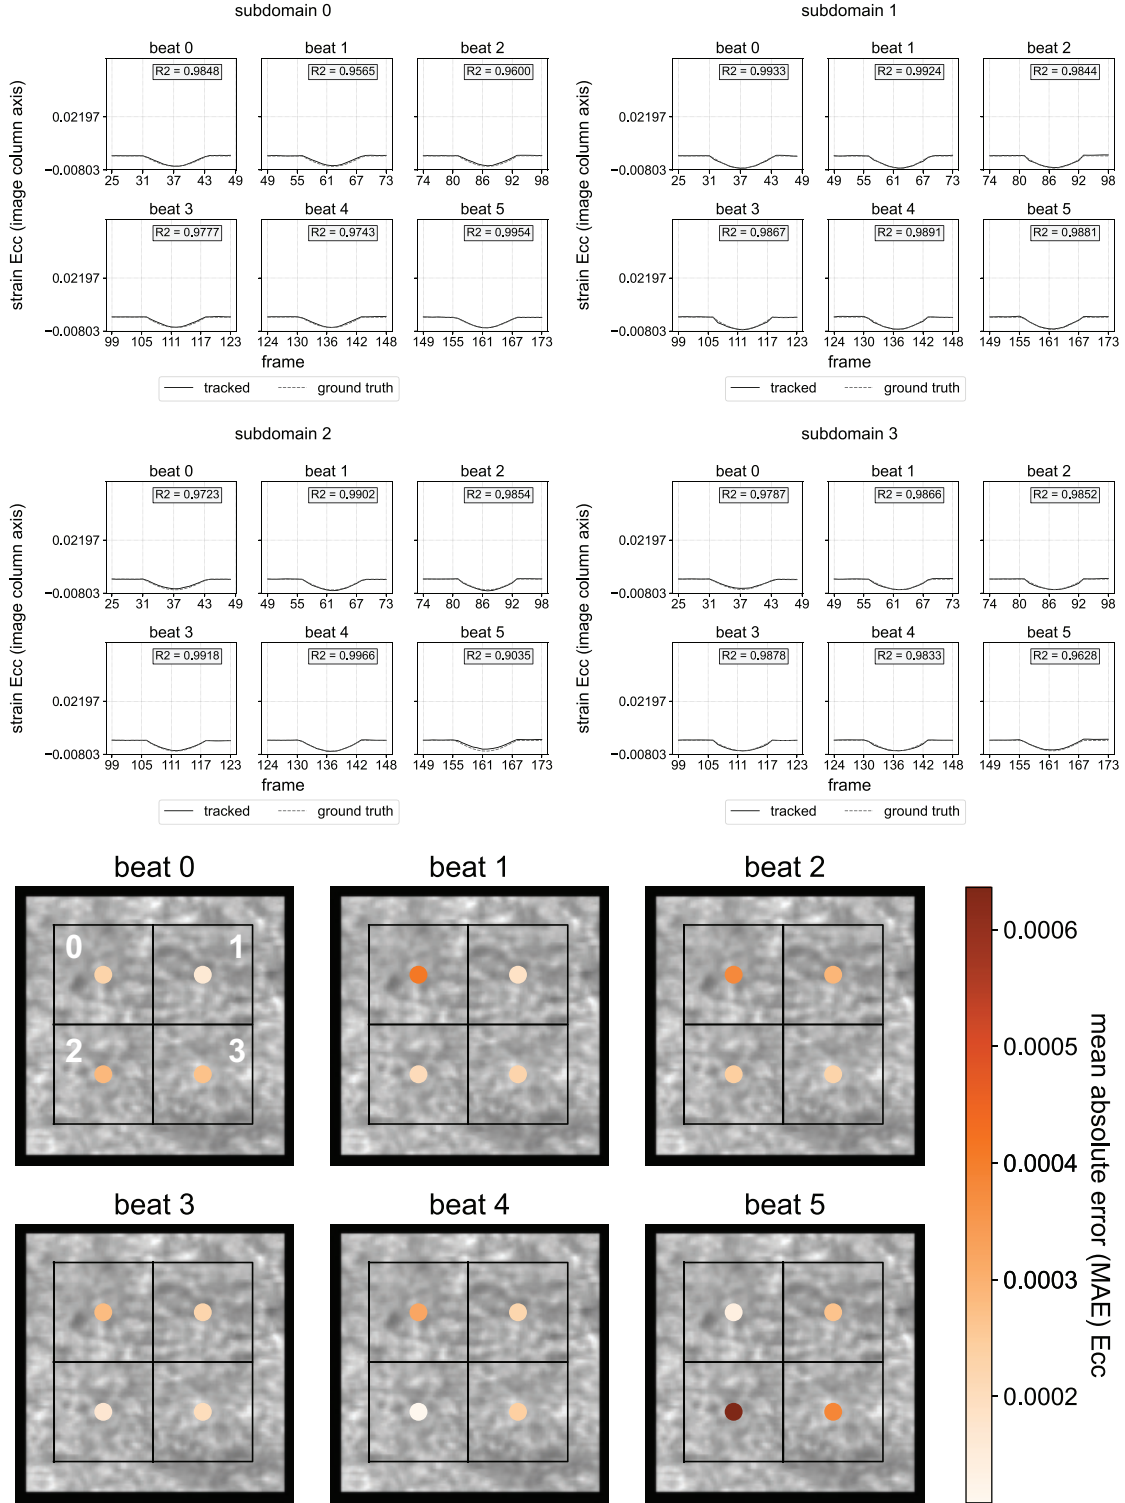 subdomain 0
subdomain 1
beat 0 beat 1 beat 2
R2 = 0.9848 R2 = 0.9565 R2 = 0.9600
0.02197
−0.00803
25 31 37 43 49 49 55 61 67 73 74 80 86 92 98
beat 3 beat 4 beat 5
R2 = 0.9777 R2 = 0.9743 R2 = 0.9954
0.02197
−0.00803
99 105 111 117 123 124 130 136 142 148 149 155 161 167 173
strain Ecc (image column axis)
frame
tracked ground truth
beat 0 beat 1 beat 2
R2 = 0.9933 R2 = 0.9924 R2 = 0.9844
0.02197
−0.00803
25 31 37 43 49 49 55 61 67 73 74 80 86 92 98
beat 3 beat 4 beat 5
R2 = 0.9867 R2 = 0.9891 R2 = 0.9881
0.02197
−0.00803
99 105 111 117 123 124 130 136 142 148 149 155 161 167 173
strain Ecc (image column axis)
frame
tracked ground truth
subdomain 2
subdomain 3
beat 0 beat 1 beat 2
R2 = 0.9723 R2 = 0.9902 R2 = 0.9854
0.02197
−0.00803
25 31 37 43 49 49 55 61 67 73 74 80 86 92 98
beat 3 beat 4 beat 5
R2 = 0.9918 R2 = 0.9966 R2 = 0.9035
0.02197
−0.00803
99 105 111 117 123 124 130 136 142 148 149 155 161 167 173
strain Ecc (image column axis)
frame
tracked ground truth
beat 0 beat 1 beat 2
R2 = 0.9787 R2 = 0.9866 R2 = 0.9852
0.02197
−0.00803
25 31 37 43 49 49 55 61 67 73 74 80 86 92 98
beat 3 beat 4 beat 5
R2 = 0.9878 R2 = 0.9833 R2 = 0.9628
0.02197
−0.00803
99 105 111 117 123 124 130 136 142 148 149 155 161 167 173
strain Ecc (image column axis)
frame
tracked ground truth
beat 0 beat 1 beat 2
0 1
2 3
beat 3 beat 4 beat 5
0.0006
0.0005
0.0004
0.0003
0.0002
mean absolute error (MAE) Ecc